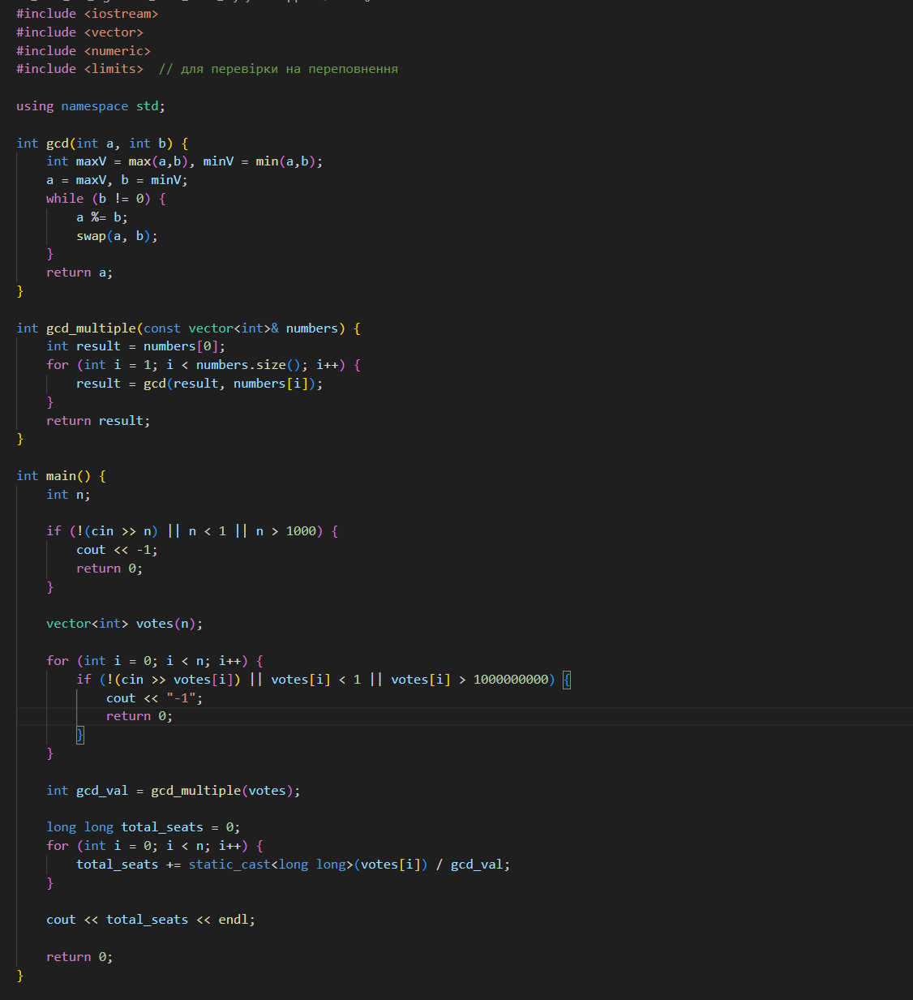 #include <iostream>
#include <vector>
#include <numeric>
#include <limits>  // для перевірки на переповнення

using namespace std;

int gcd(int a, int b) {
    int maxV = max(a,b), minV = min(a,b);
    a = maxV, b = minV;
    while (b != 0) {
        a %= b;
        swap(a, b);
    }
    return a;
}

int gcd_multiple(const vector<int>& numbers) {
    int result = numbers[0];
    for (int i = 1; i < numbers.size(); i++) {
        result = gcd(result, numbers[i]);
    }
    return result;
}

int main() {
    int n;

    if (!(cin >> n) || n < 1 || n > 1000) {
        cout << -1;
        return 0;
    }

    vector<int> votes(n);

    for (int i = 0; i < n; i++) {
        if (!(cin >> votes[i]) || votes[i] < 1 || votes[i] > 1000000000) {
            cout << "-1";
            return 0;
        }
    }

    int gcd_val = gcd_multiple(votes);

    long long total_seats = 0;
    for (int i = 0; i < n; i++) {
        total_seats += static_cast<long long>(votes[i]) / gcd_val;
    }

    cout << total_seats << endl;

    return 0;
}